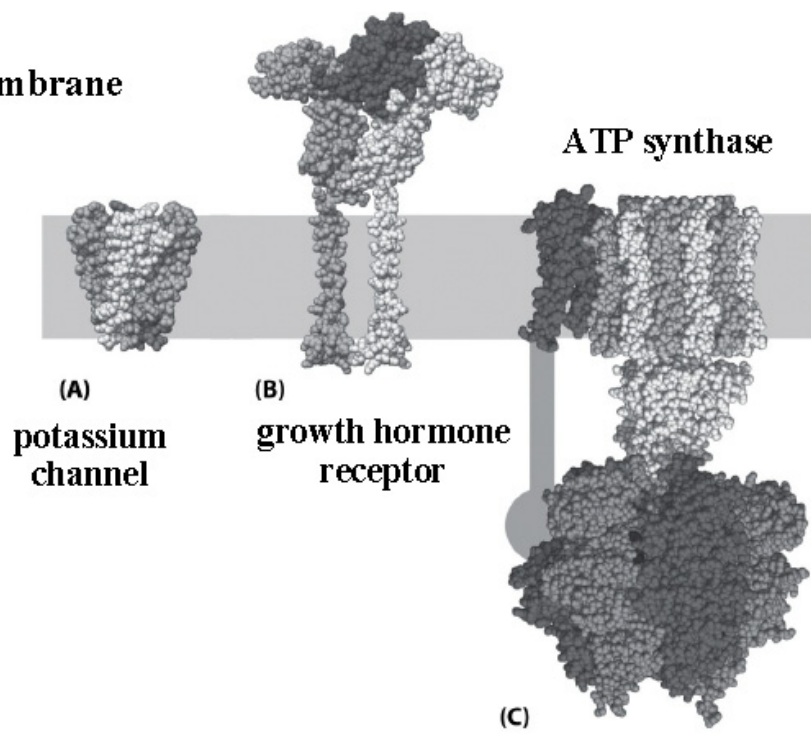 mbrane
ATP synthase
(A)
(B)
potassium
channel
growth hormone
receptor
(C)